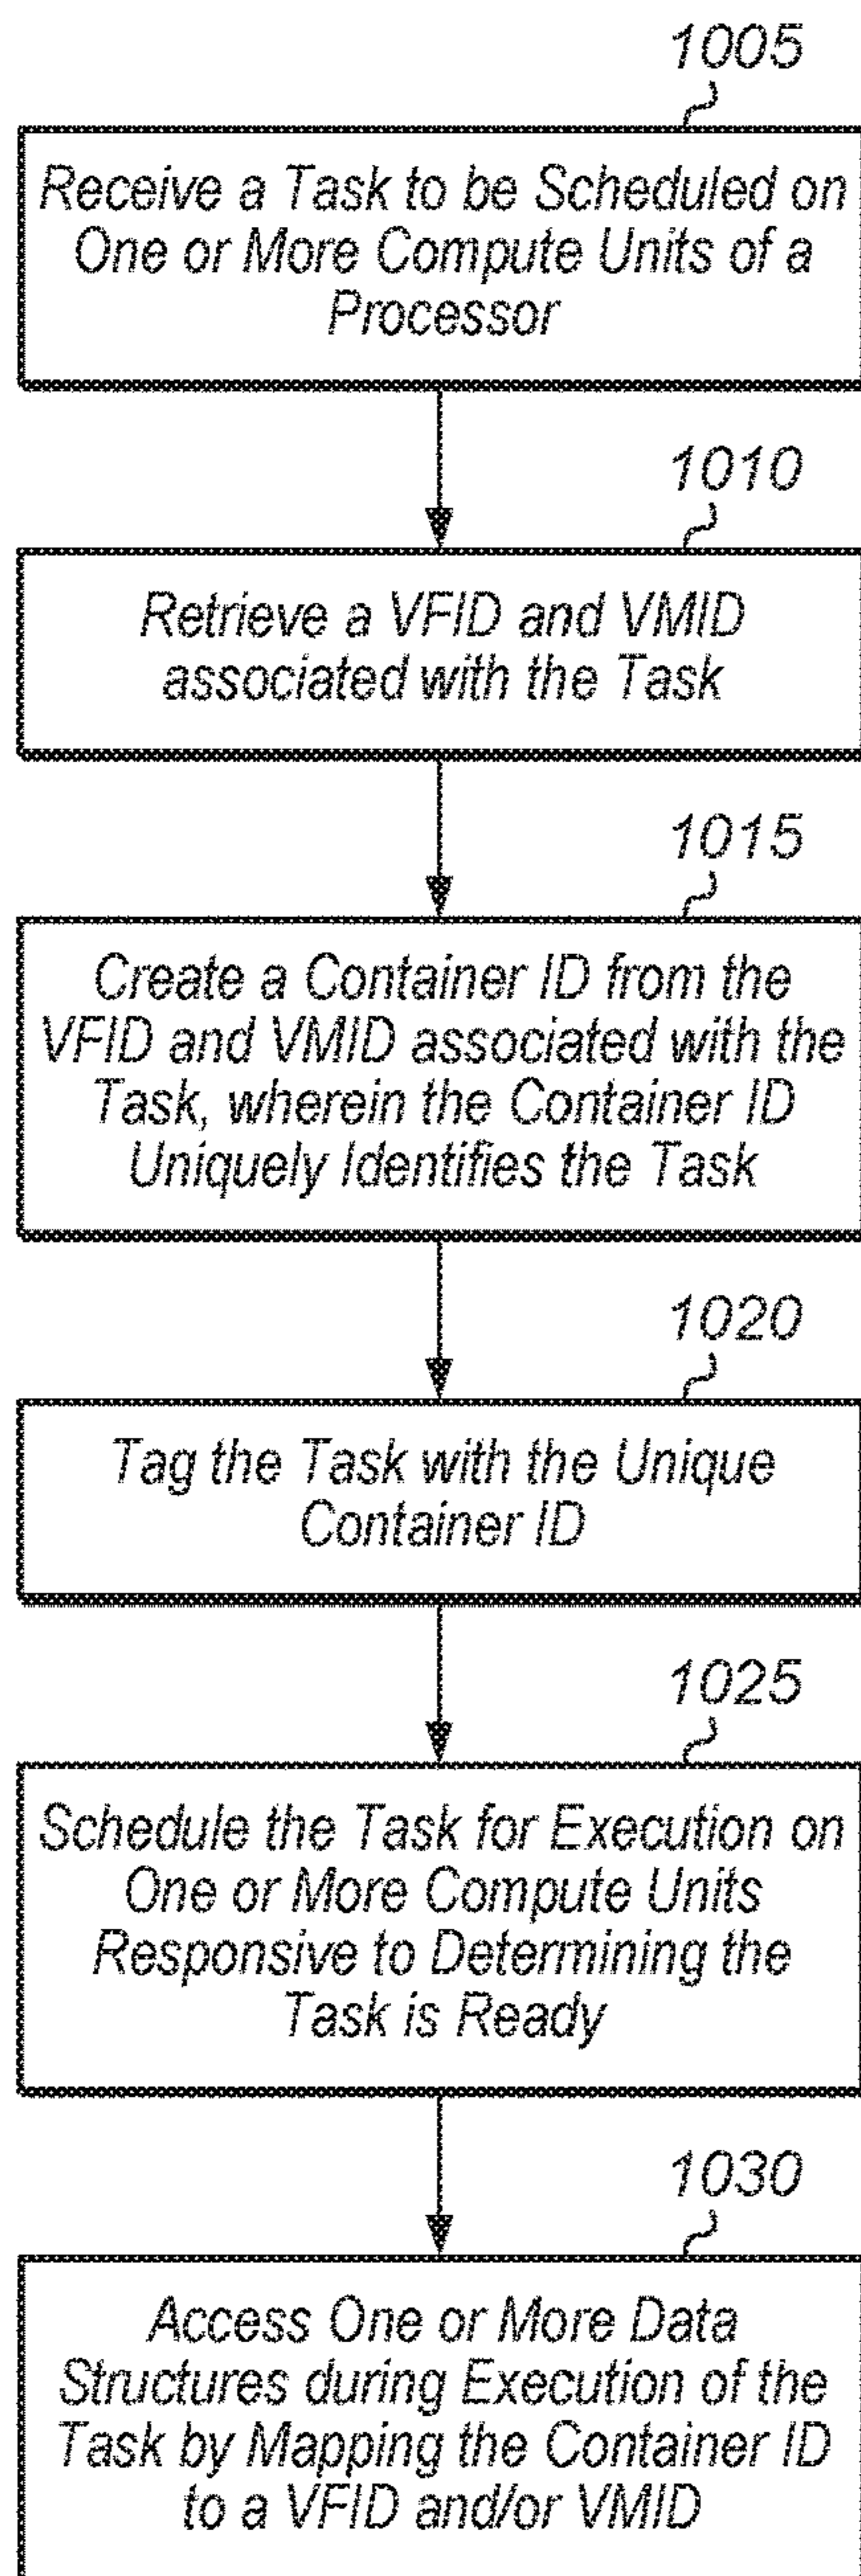 1005
Receive a Task to be Scheduled on
One or More Compute Units of a
Processor
1010
Retrieve a VFID and VMID
associated with the Task
1015
Create a Container ID from the
VFID and VMID associated with the
Task, wherein the Container ID
Uniquely Identifies the Task
1020
Tag the Task with the Unique
Container ID
1025
Schedule the Task for Execution on
One or More Compute Units
Responsive to Determining the
Task is Ready
1030
Access One or More Data
Structures during Execution of the
Task by Mapping the Container ID
to a VFID and/or VMID